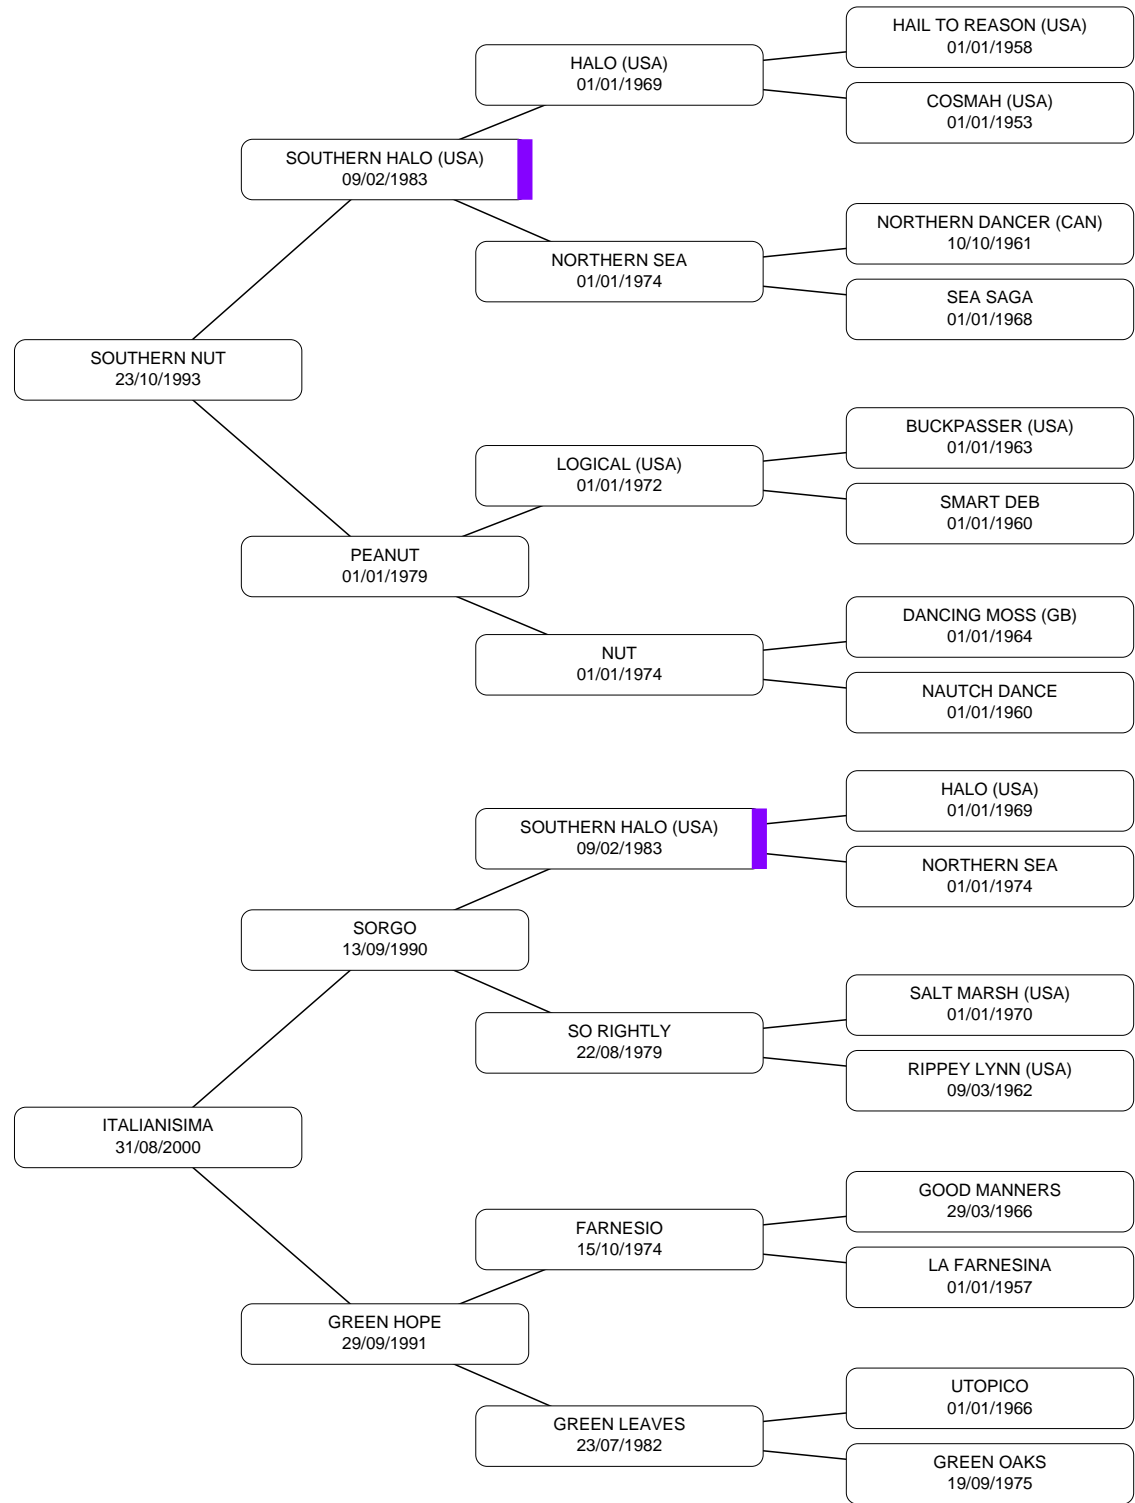 HAIL TO REASON (USA)
01/01/1958
HALO (USA)
01/01/1969
COSMAH (USA)
01/01/1953
SOUTHERN HALO (USA)
09/02/1983
NORTHERN DANCER (CAN)
10/10/1961
NORTHERN SEA
01/01/1974
SEA SAGA
01/01/1968
SOUTHERN NUT
23/10/1993
BUCKPASSER (USA)
01/01/1963
LOGICAL (USA)
01/01/1972
SMART DEB
01/01/1960
PEANUT
01/01/1979
DANCING MOSS (GB)
01/01/1964
NUT
01/01/1974
NAUTCH DANCE
01/01/1960
HALO (USA)
01/01/1969
SOUTHERN HALO (USA)
09/02/1983
NORTHERN SEA
01/01/1974
SORGO
13/09/1990
SALT MARSH (USA)
01/01/1970
SO RIGHTLY
22/08/1979
RIPPEY LYNN (USA)
09/03/1962
ITALIANISIMA
31/08/2000
GOOD MANNERS
29/03/1966
FARNESIO
15/10/1974
LA FARNESINA
01/01/1957
GREEN HOPE
29/09/1991
UTOPICO
01/01/1966
GREEN LEAVES
23/07/1982
GREEN OAKS
19/09/1975